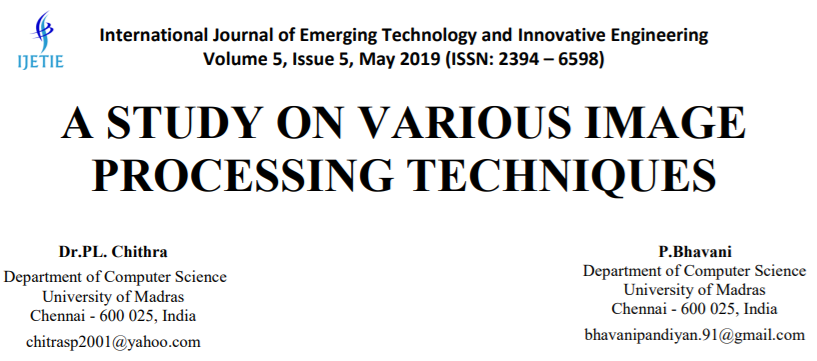 IJETIE
International Journal of Emerging Technology and Innovative Engineering
Volume 5, Issue 5, May 2019 (ISSN: 2394 – 6598)
A STUDY ON VARIOUS IMAGE
PROCESSING TECHNIQUES
Dr.PL. Chithra
Department of Computer Science
University of Madras
Chennai - 600 025, India
chitrasp2001@yahoo.com
P.Bhavani
Department of Computer Science
University of Madras
Chennai - 600 025, India
bhavanipandiyan.91@gmail.com